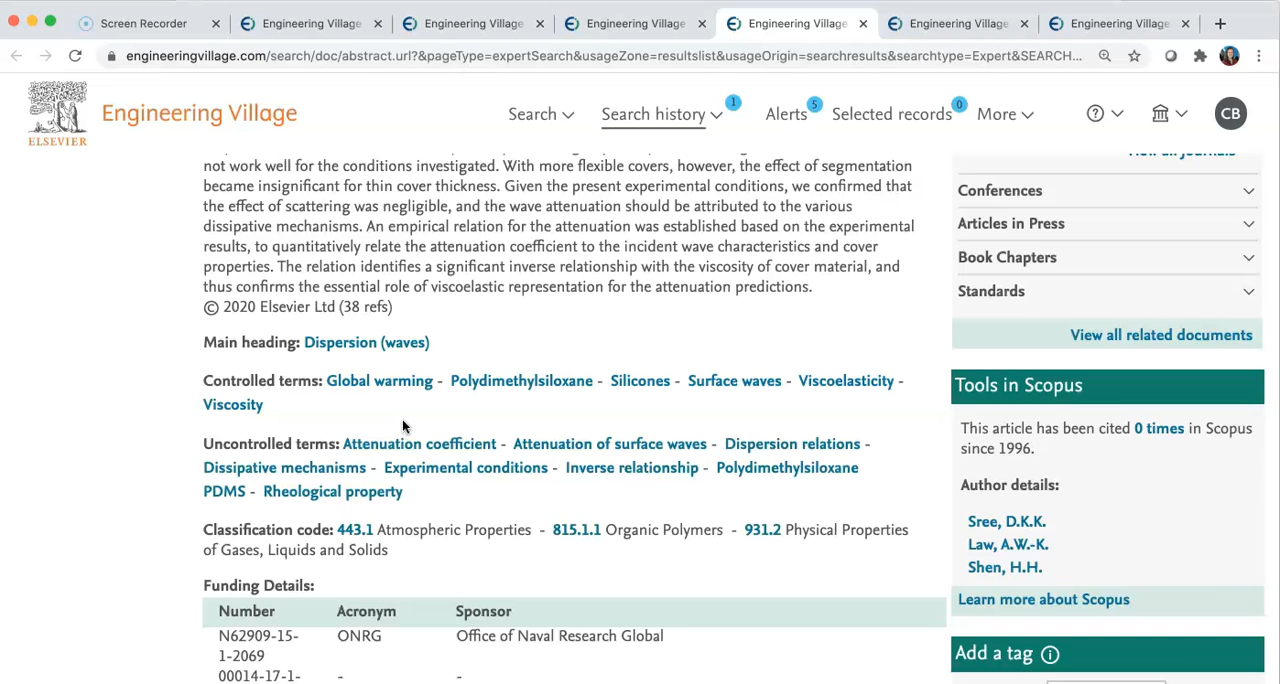 Screen Recorder
Engineering Village
Engineering Village
Engineering Village
Engineering Village
Engineering Village
Engineering Village
engineeringvillage.com/search/doc/abstract.url?&pageType=expertSearch&usageZone=resultslist&usageOrigin=searchresults&searchtype=Expert&SEARCH...
ELSEVIER
Engineering Village
Search
Search history 1
Alerts 5
Selected records 0
More
CB
not work well for the conditions investigated. With more flexible covers, however, the effect of segmentation
became insignificant for thin cover thickness. Given the present experimental conditions, we confirmed that
the effect of scattering was negligible, and the wave attenuation should be attributed to the various
dissipative mechanisms. An empirical relation for the attenuation was established based on the experimental
results, to quantitatively relate the attenuation coefficient to the incident wave characteristics and cover
properties. The relation identifies a significant inverse relationship with the viscosity of cover material, and
thus confirms the essential role of viscoelastic representation for the attenuation predictions.
© 2020 Elsevier Ltd (38 refs)
Main heading: Dispersion (waves)
Controlled terms: Global warming - Polydimethylsiloxane - Silicones - Surface waves - Viscoelasticity -
Viscosity
Uncontrolled terms: Attenuation coefficient - Attenuation of surface waves - Dispersion relations -
Dissipative mechanisms - Experimental conditions - Inverse relationship - Polydimethylsiloxane
PDMS - Rheological property
Classification code: 443.1 Atmospheric Properties - 815.1.1 Organic Polymers - 931.2 Physical Properties
of Gases, Liquids and Solids
Funding Details:
Number Acronym Sponsor
N62909-15- ONRG Office of Naval Research Global
1-2069
00014-17-1- - -
View all journals
Conferences
Articles in Press
Book Chapters
Standards
View all related documents
Tools in Scopus
This article has been cited 0 times in Scopus
since 1996.
Author details:
Sree, D.K.K.
Law, A.W.-K.
Shen, H.H.
Learn more about Scopus
Add a tag